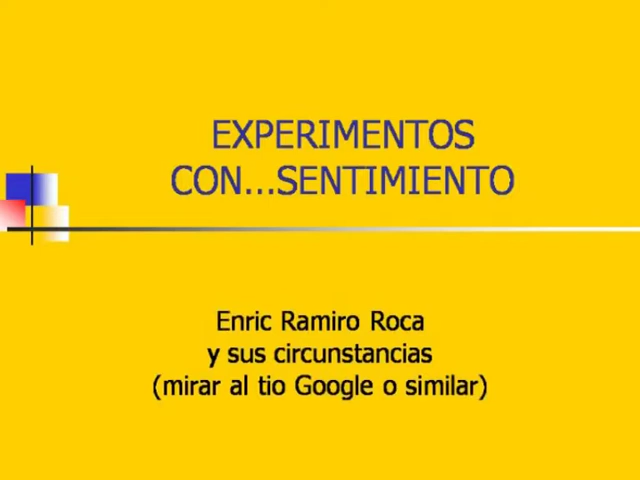 EXPERIMENTOS
CON...SENTIMIENTO
Enric Ramiro Roca
y sus circunstancias
(mirar al tio Google o similar)